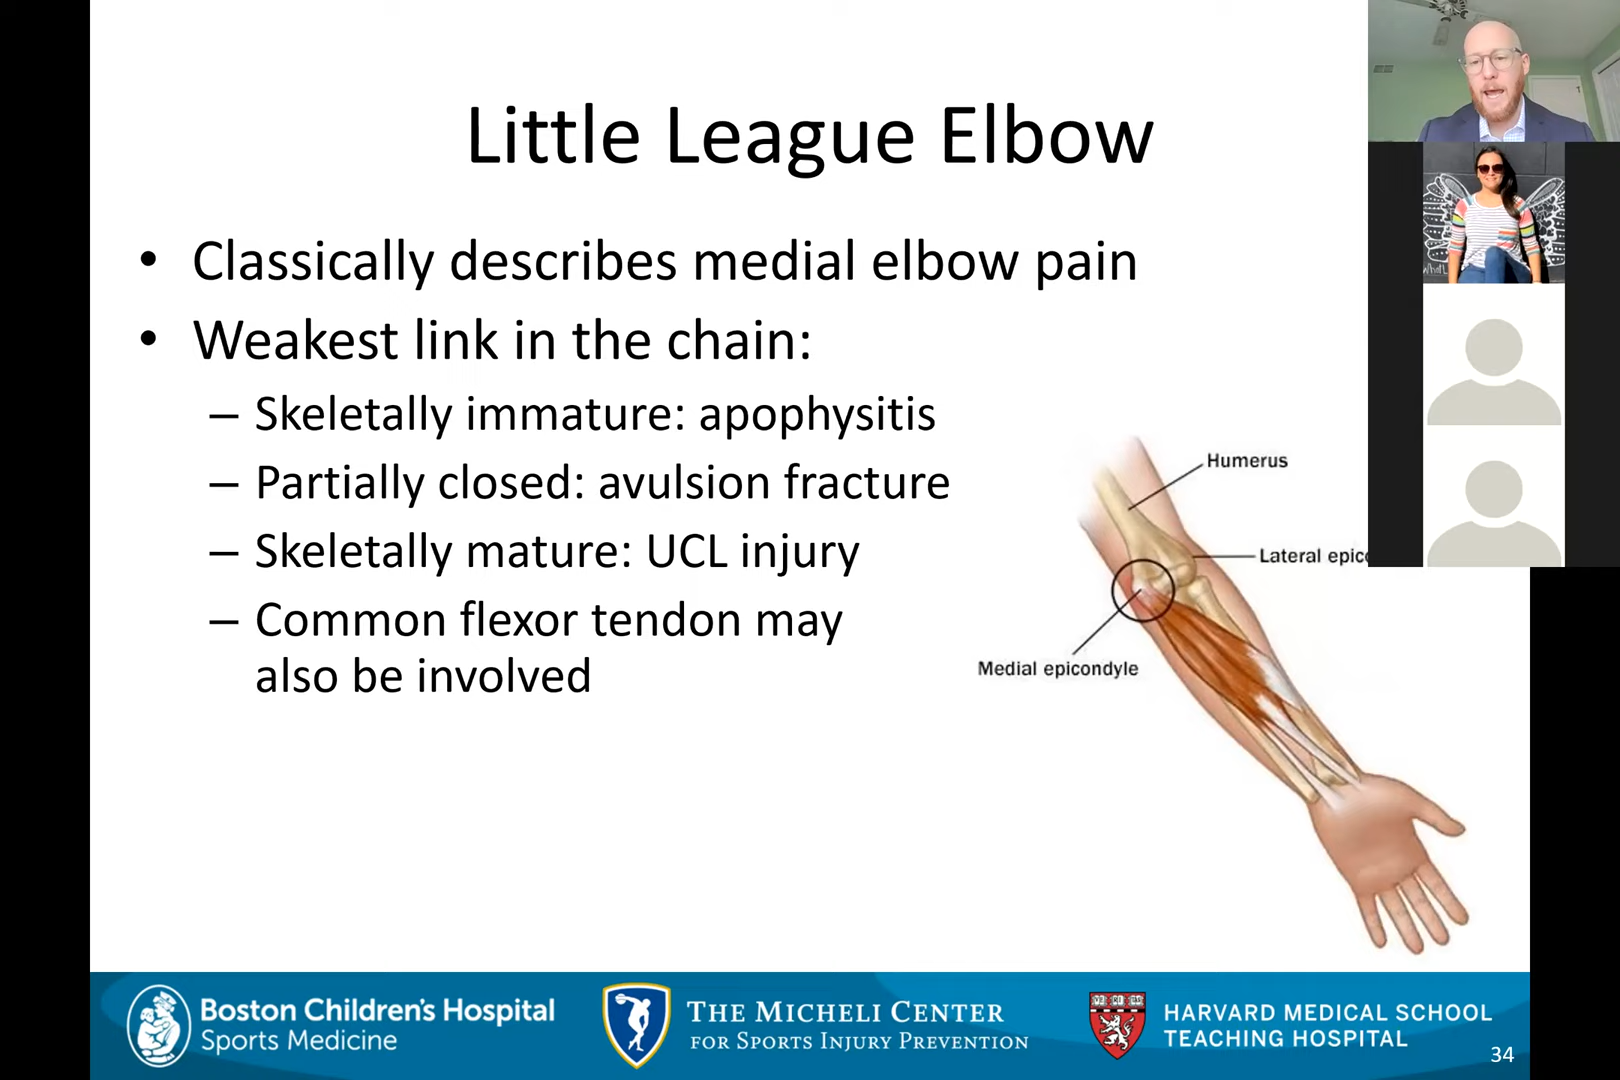 Little League Elbow
• Classically describes medial elbow pain
• Weakest link in the chain:
– Skeletally immature: apophysitis
– Partially closed: avulsion fracture
– Skeletally mature: UCL injury
– Common flexor tendon may
also be involved
Humerus
Lateral epic
Medial epicondyle
Boston Children's Hospital
Sports Medicine
THE MICHELI CENTER
FOR SPORTS INJURY PREVENTION
HARVARD MEDICAL SCHOOL
TEACHING HOSPITAL
34